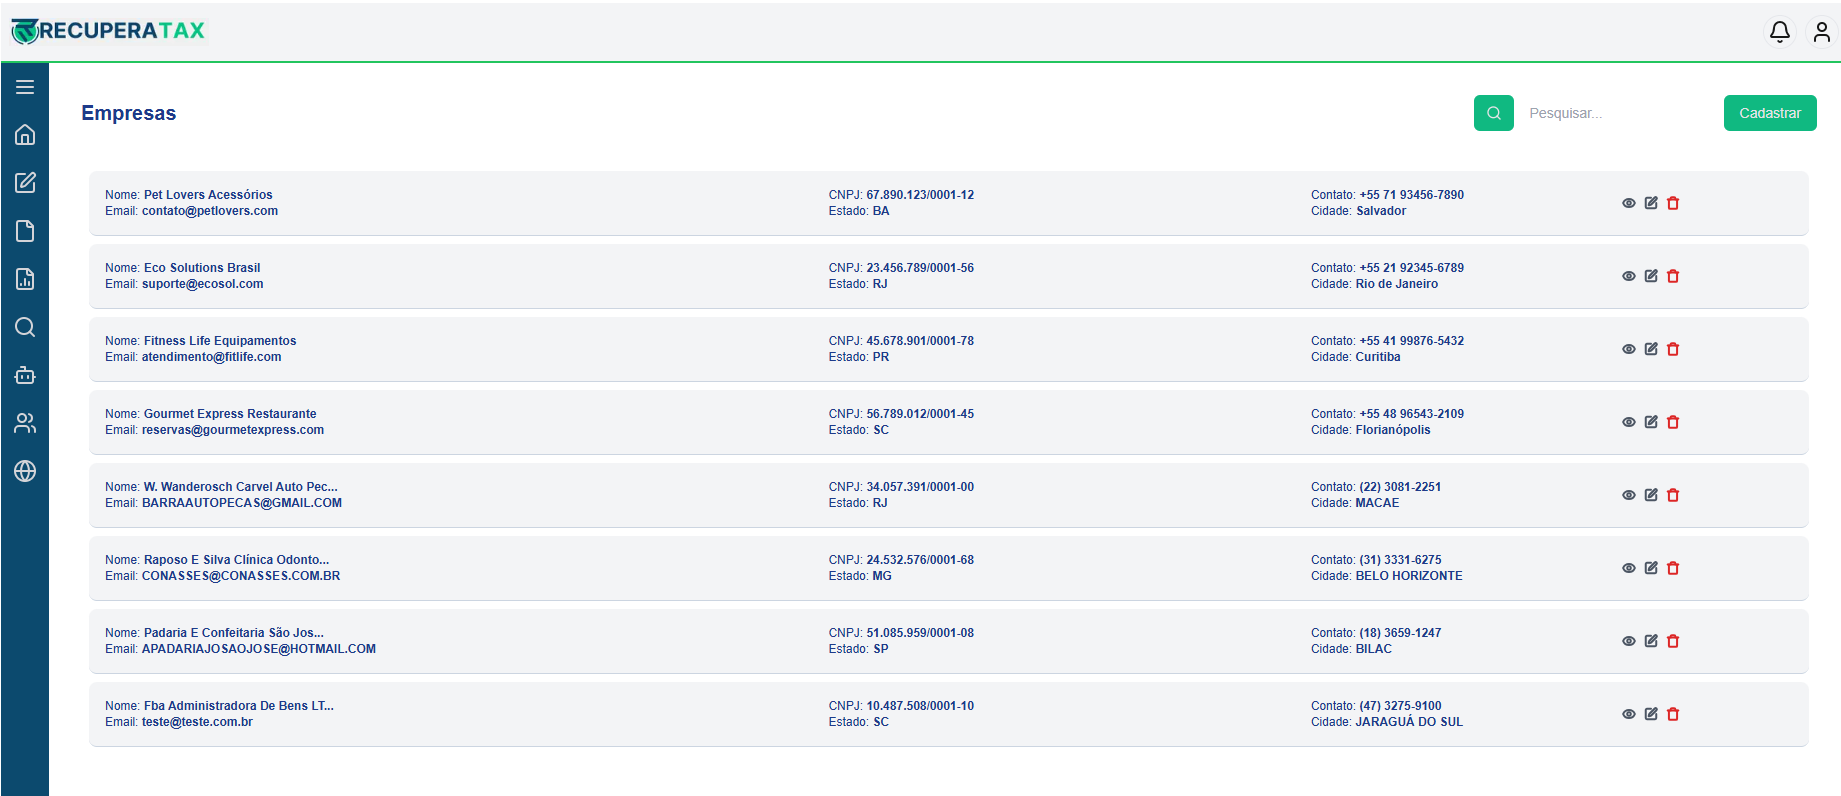 RECUPERATAX
Empresas
Pesquisar...
Cadastrar
Nome: Pet Lovers Acessórios
Email: contato@petlovers.com
CNPJ: 67.890.123/0001-12
Estado: BA
Contato: +55 71 93456-7890
Cidade: Salvador
Nome: Eco Solutions Brasil
Email: suporte@ecosol.com
CNPJ: 23.456.789/0001-56
Estado: RJ
Contato: +55 21 92345-6789
Cidade: Rio de Janeiro
Nome: Fitness Life Equipamentos
Email: atendimento@fitlife.com
CNPJ: 45.678.901/0001-78
Estado: PR
Contato: +55 41 99876-5432
Cidade: Curitiba
Nome: Gourmet Express Restaurante
Email: reservas@gourmetexpress.com
CNPJ: 56.789.012/0001-45
Estado: SC
Contato: +55 48 96543-2109
Cidade: Florianópolis
Nome: W. Wanderosch Carvel Auto Pec...
Email: BARRAAUTOPECAS@GMAIL.COM
CNPJ: 34.057.391/0001-00
Estado: RJ
Contato: (22) 3081-2251
Cidade: MACAE
Nome: Raposo E Silva Clínica Odonto...
Email: CONASSES@CONASSES.COM.BR
CNPJ: 24.532.576/0001-68
Estado: MG
Contato: (31) 3331-6275
Cidade: BELO HORIZONTE
Nome: Padaria E Confeitaria São Jos...
Email: APADARIAJOSAOJOSE@HOTMAIL.COM
CNPJ: 51.085.959/0001-08
Estado: SP
Contato: (18) 3659-1247
Cidade: BILAC
Nome: Fba Administradora De Bens LT...
Email: teste@teste.com.br
CNPJ: 10.487.508/0001-10
Estado: SC
Contato: (47) 3275-9100
Cidade: JARAGUÁ DO SUL